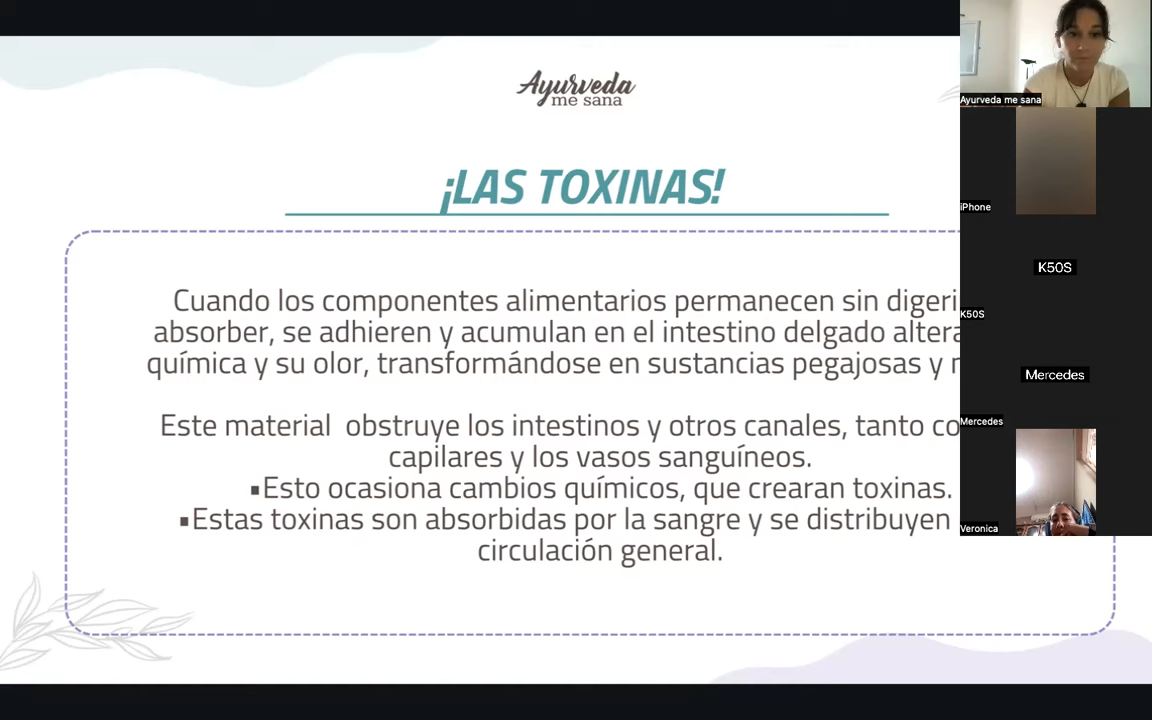 Ayurveda
me sana
¡LAS TOXINAS!
Cuando los componentes alimentarios permanecen sin
absorber, se adhieren y acumulan en el intestino delgado
química y su olor, transformándose en sustancias pegajosas y
Este material obstruye los intestinos y otros canales, tanto
capilares y los vasos sanguíneos.
▪Esto ocasiona cambios químicos, que crearan toxinas.
▪Estas toxinas son absorbidas por la sangre y se distribuyen
circulación general.
Ayurveda me sana
iPhone
K50S
K50S
Mercedes
Mercedes
Veronica